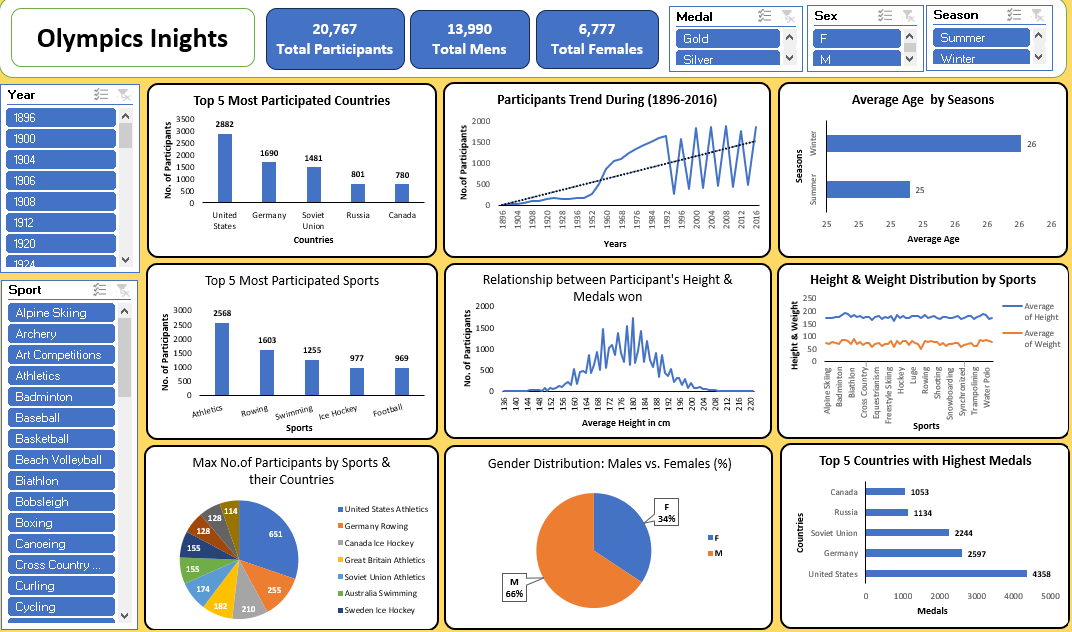 Olympics Inights
20,767
Total Participants
13,990
Total Mens
6,777
Total Females
Medal
Gold
Silver
Sex
F
M
Season
Summer
Winter
Year
1896
1900
1904
1906
1908
1912
1920
1924
Sport
Alpine Skiing
Archery
Art Competitions
Athletics
Badminton
Baseball
Basketball
Beach Volleyball
Biathlon
Bobsleigh
Boxing
Canoeing
Cross Country ...
Curling
Cycling
Top 5 Most Participated Countries
No. of Participants
3500
3000
2500
2000
1500
1000
500
0
2882
1690
1481
801
780
United
States
Germany
Soviet
Union
Russia
Canada
Countries
Participants Trend During (1896-2016)
No.of Participants
2000
1500
1000
500
0
1896
1904
1908
1920
1928
1936
1952
1960
1968
1976
1984
1992
1996
2000
2004
2008
2012
2016
Years
Average Age  by Seasons
Seasons
Winter
Summer
26
25
25
25
25
25
26
26
26
26
Average Age
Top 5 Most Participated Sports
No. of Participants
3000
2500
2000
1500
1000
500
0
2568
1603
1255
977
969
Athletics
Rowing
Swimming
Ice Hockey
Football
Sports
Relationship between Participant's Height &
Medals won
No. of Participants
2000
1500
1000
500
0
136
140
144
148
152
156
160
164
168
172
176
180
184
188
192
196
200
204
208
212
216
220
Average Height in cm
Height & Weight Distribution by Sports
Height & Weight
250
200
150
100
50
0
Average
of Height
Average
of Weight
Alpine Skiing
Badminton
Biathlon
Cross Country...
Equestrianism
Freestyle Skiing
Hockey
Luge
Rowing
Shooting
Snowboarding
Synchronized...
Trampolining
Water Polo
Sports
Max No.of Participants by Sports &
their Countries
651
255
210
182
174
155
155
128
128
114
United States Athletics
Germany Rowing
Canada Ice Hockey
Great Britain Athletics
Soviet Union Athletics
Australia Swimming
Sweden Ice Hockey
Gender Distribution: Males vs. Females (%)
F
34%
M
66%
F
M
Top 5 Countries with Highest Medals
Countries
Canada
1053
Russia
1134
Soviet Union
2244
Germany
2597
United States
4358
0
1000
2000
3000
4000
5000
Medals